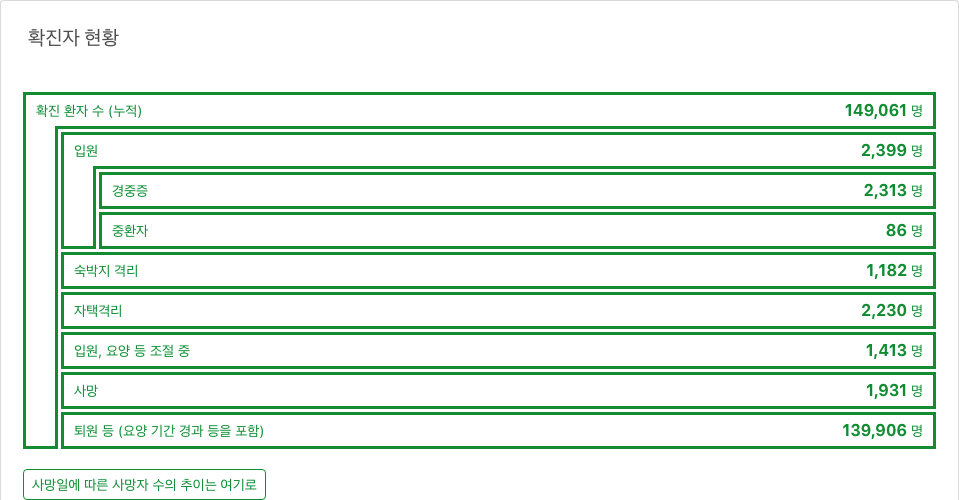 확진자 현황
확진 환자 수 (누적) 149,061 명
입원 2,399 명
경중증 2,313 명
중환자 86 명
숙박지 격리 1,182 명
자택격리 2,230 명
입원, 요양 등 조절 중 1,413 명
사망 1,931 명
퇴원 등 (요양 기간 경과 등을 포함) 139,906 명
사망일에 따른 사망자 수의 추이는 여기로